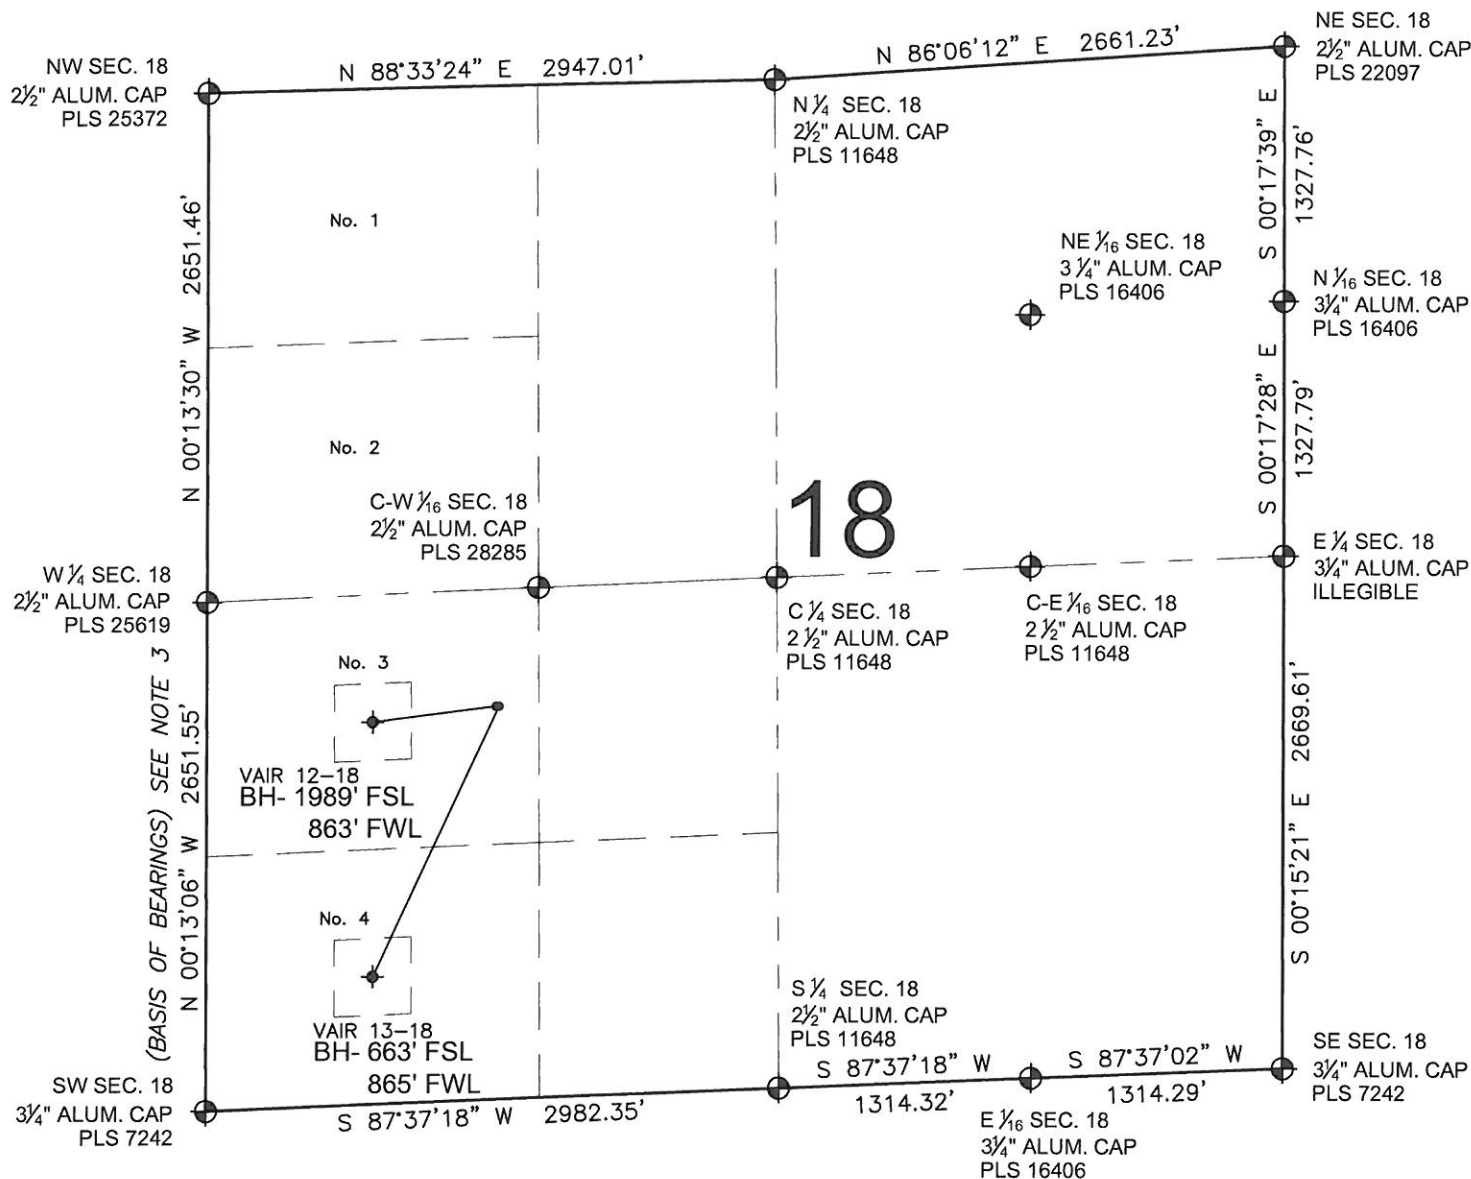 NW SEC. 18
2½" ALUM. CAP
PLS 25372
N 88°33'24" E 2947.01'
N 86°06'12" E 2661.23'
NE SEC. 18
2½" ALUM. CAP
PLS 22097
N ¼ SEC. 18
2½" ALUM. CAP
PLS 11648
S 00°17'39" E
1327.76'
N 00°13'30" W 2651.46'
No. 1
NE 1⁄16 SEC. 18
3 ¼" ALUM. CAP
PLS 16406
N 1⁄16 SEC. 18
3¼" ALUM. CAP
PLS 16406
S 00°17'28" E
1327.79'
No. 2
C-W 1⁄16 SEC. 18
2½" ALUM. CAP
PLS 28285
18
W ¼ SEC. 18
2½" ALUM. CAP
PLS 25619
C ¼ SEC. 18
2 ½" ALUM. CAP
PLS 11648
C-E 1⁄16 SEC. 18
2 ½" ALUM. CAP
PLS 11648
E ¼ SEC. 18
3¼" ALUM. CAP
ILLEGIBLE
(BASIS OF BEARINGS) SEE NOTE 3
N 00°13'06" W 2651.55'
No. 3
VAIR 12-18
BH- 1989' FSL
863' FWL
S 00°15'21" E 2669.61'
No. 4
VAIR 13-18
BH- 663' FSL
865' FWL
S ¼ SEC. 18
2½" ALUM. CAP
PLS 11648
SW SEC. 18
3¼" ALUM. CAP
PLS 7242
S 87°37'18" W 2982.35'
S 87°37'18" W
1314.32'
S 87°37'02" W
1314.29'
E 1⁄16 SEC. 18
3¼" ALUM. CAP
PLS 16406
SE SEC. 18
3¼" ALUM. CAP
PLS 7242